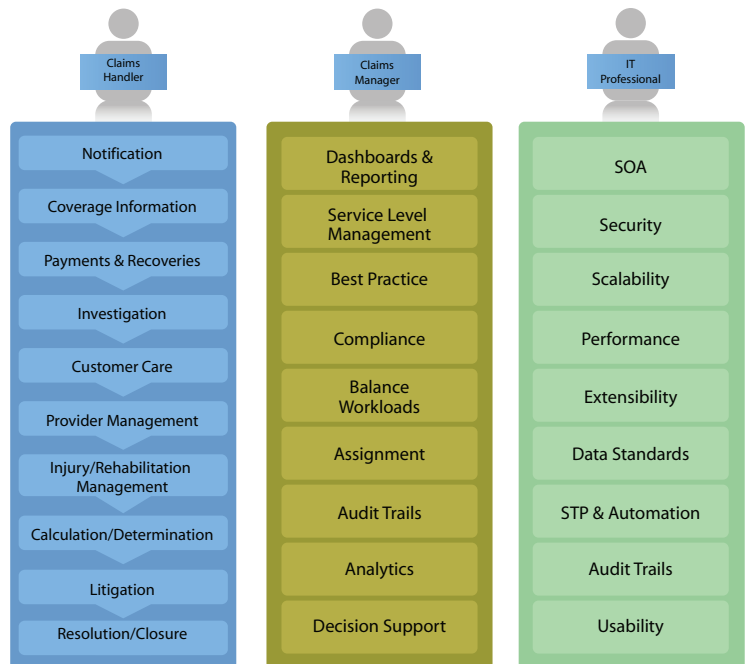 Claims
Handler
Notification
Coverage Information
Payments & Recoveries
Investigation
Customer Care
Provider Management
Injury/Rehabilitation
Management
Calculation/Determination
Litigation
Resolution/Closure
Claims
Manager
Dashboards &
Reporting
Service Level
Management
Best Practice
Compliance
Balance
Workloads
Assignment
Audit Trails
Analytics
Decision Support
IT
Professional
SOA
Security
Scalability
Performance
Extensibility
Data Standards
STP & Automation
Audit Trails
Usability